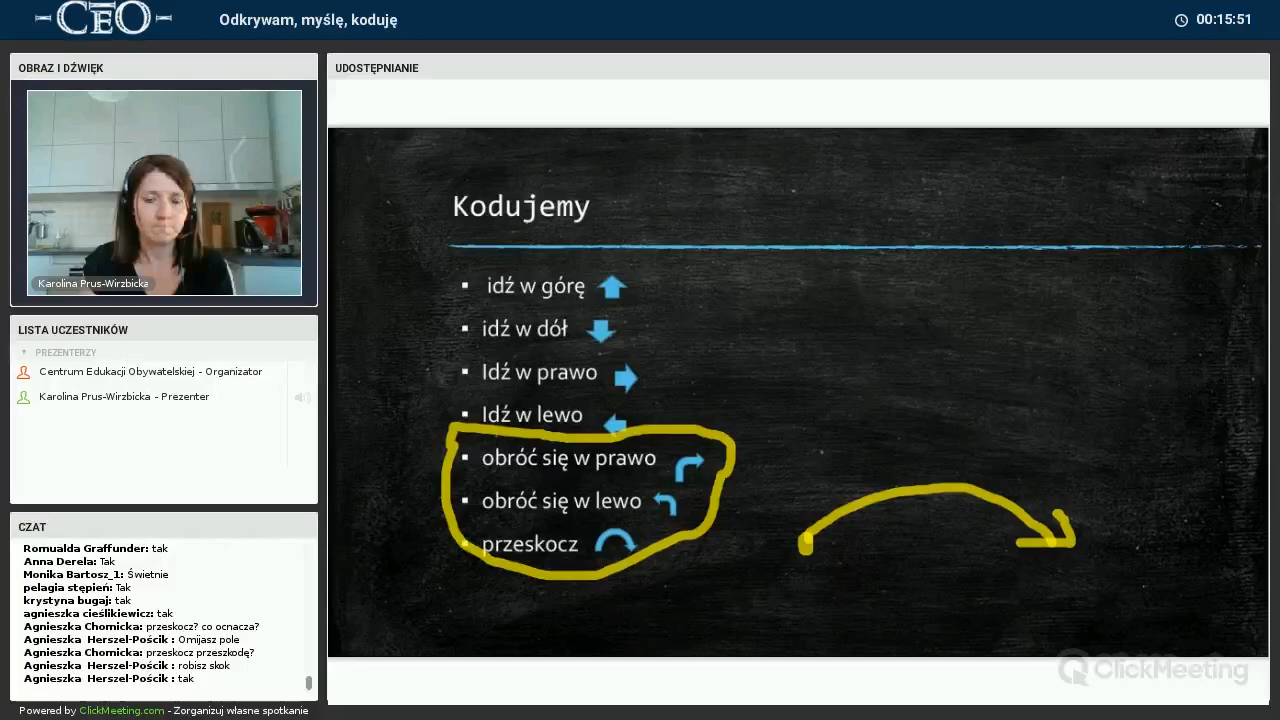 CEO
Odkrywam, myślę, koduję
00:15:51
OBRAZ I DŹWIĘK
Karolina Prus-Wirzbicka
LISTA UCZESTNIKÓW
PREZENTERZY
Centrum Edukacji Obywatelskiej - Organizator
Karolina Prus-Wirzbicka - Prezenter
CZAT
Romualda Graffunder: tak
Anna Derela: Tak
Monika Bartosz_1: Świetnie
pelagia stępień: Tak
krystyna bugaj: tak
agnieszka cieślikiewicz: tak
Agnieszka Chomicka: przeskocz? co ocnacza?
Agnieszka Herszel-Pościk : Omijasz pole
Agnieszka Chomicka: przeskocz przeszkodę?
Agnieszka Herszel-Pościk : robisz skok
Agnieszka Herszel-Pościk : tak
Powered by ClickMeeting.com - Zorganizuj własne spotkanie
UDOSTĘPNIANIE
Kodujemy
▪ idź w górę
▪ idź w dół
▪ Idź w prawo
▪ Idź w lewo
▪ obróć się w prawo
▪ obróć się w lewo
▪ przeskocz
ClickMeeting